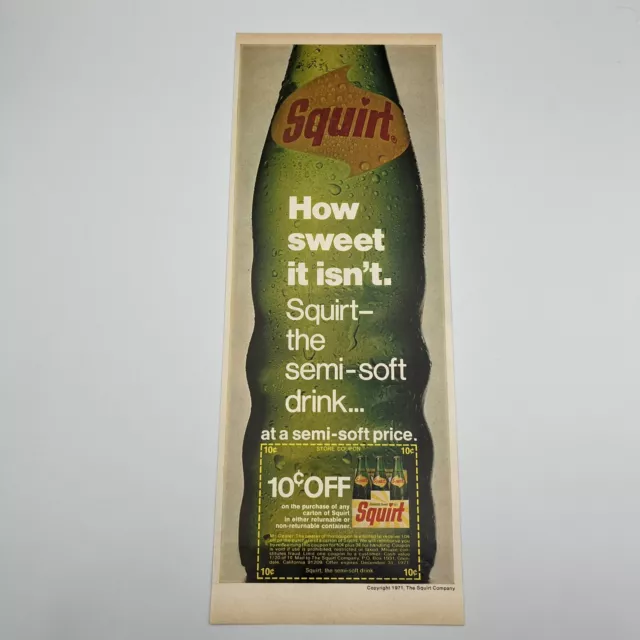 Squirt
How
sweet
it isn't.
Squirt–
the
semi-soft
drink...
at a semi-soft price.
10¢ STORE COUPON 10¢
10¢ OFF
on the purchase of any
carton of Squirt
in either returnable or
non-returnable container.
Squirt
10¢ 10¢
Squirt, the semi-soft drink
Copyright 1971, The Squirt Company